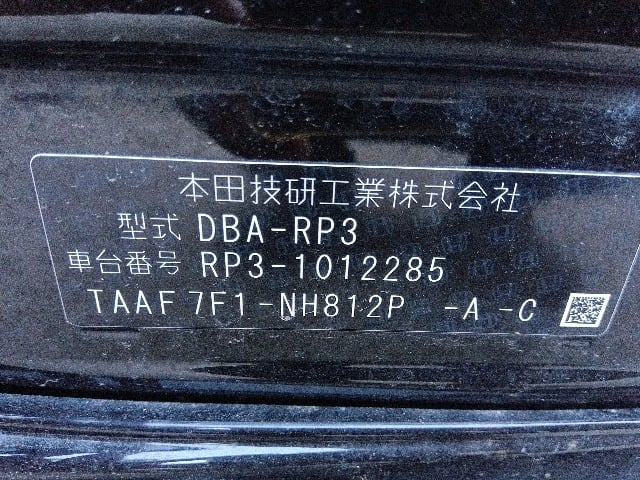 本田技研工業株式会社
型式 DBA-RP3
車台番号 RP3-1012285
TAAF7F1-NH812P -A -C